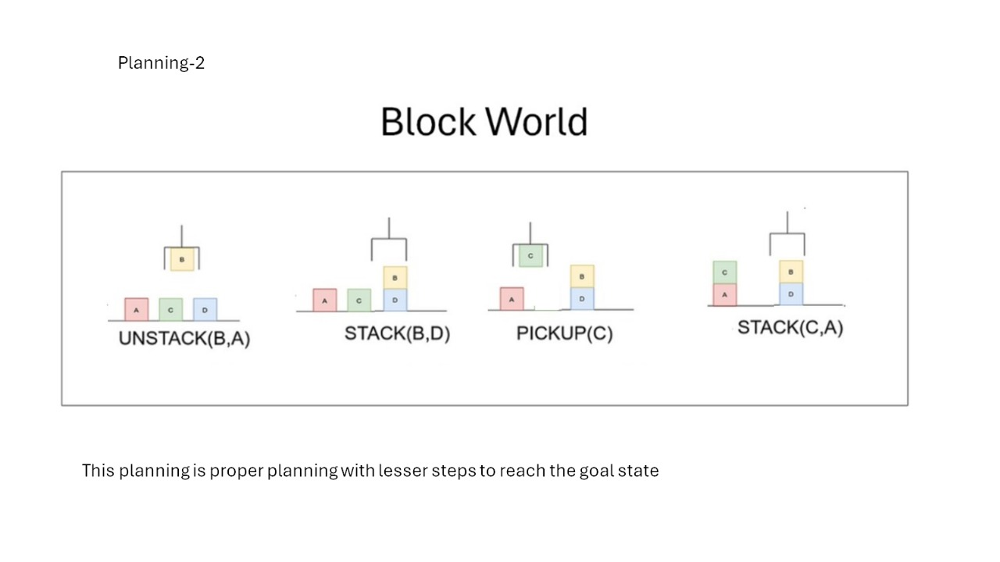 Planning-2
Block World
B
A C D
UNSTACK(B,A)
B
A C D
STACK(B,D)
C
B
A D
PICKUP(C)
C B
A D
STACK(C,A)
This planning is proper planning with lesser steps to reach the goal state